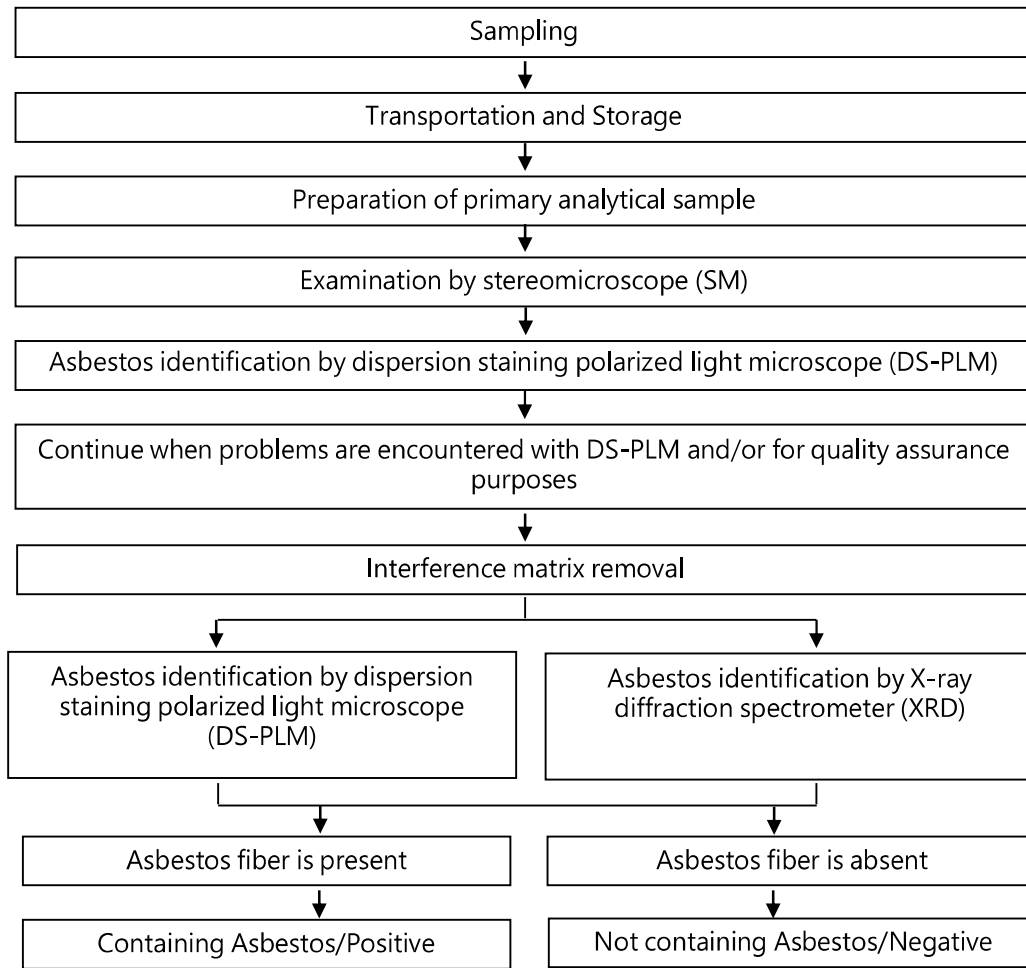 Sampling
Transportation and Storage
Preparation of primary analytical sample
Examination by stereomicroscope (SM)
Asbestos identification by dispersion staining polarized light microscope (DS-PLM)
Continue when problems are encountered with DS-PLM and/or for quality assurance
purposes
Interference matrix removal
Asbestos identification by dispersion
staining polarized light microscope
(DS-PLM)
Asbestos identification by X-ray
diffraction spectrometer (XRD)
Asbestos fiber is present
Asbestos fiber is absent
Containing Asbestos/Positive
Not containing Asbestos/Negative